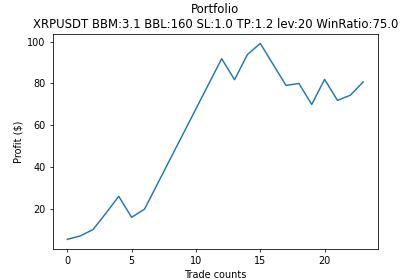 Portfolio
XRPUSDT BBM:3.1 BBL:160 SL:1.0 TP:1.2 lev:20 WinRatio:75.0
100
80
60
40
20
Profit ($)
0 5 10 15 20
Trade counts